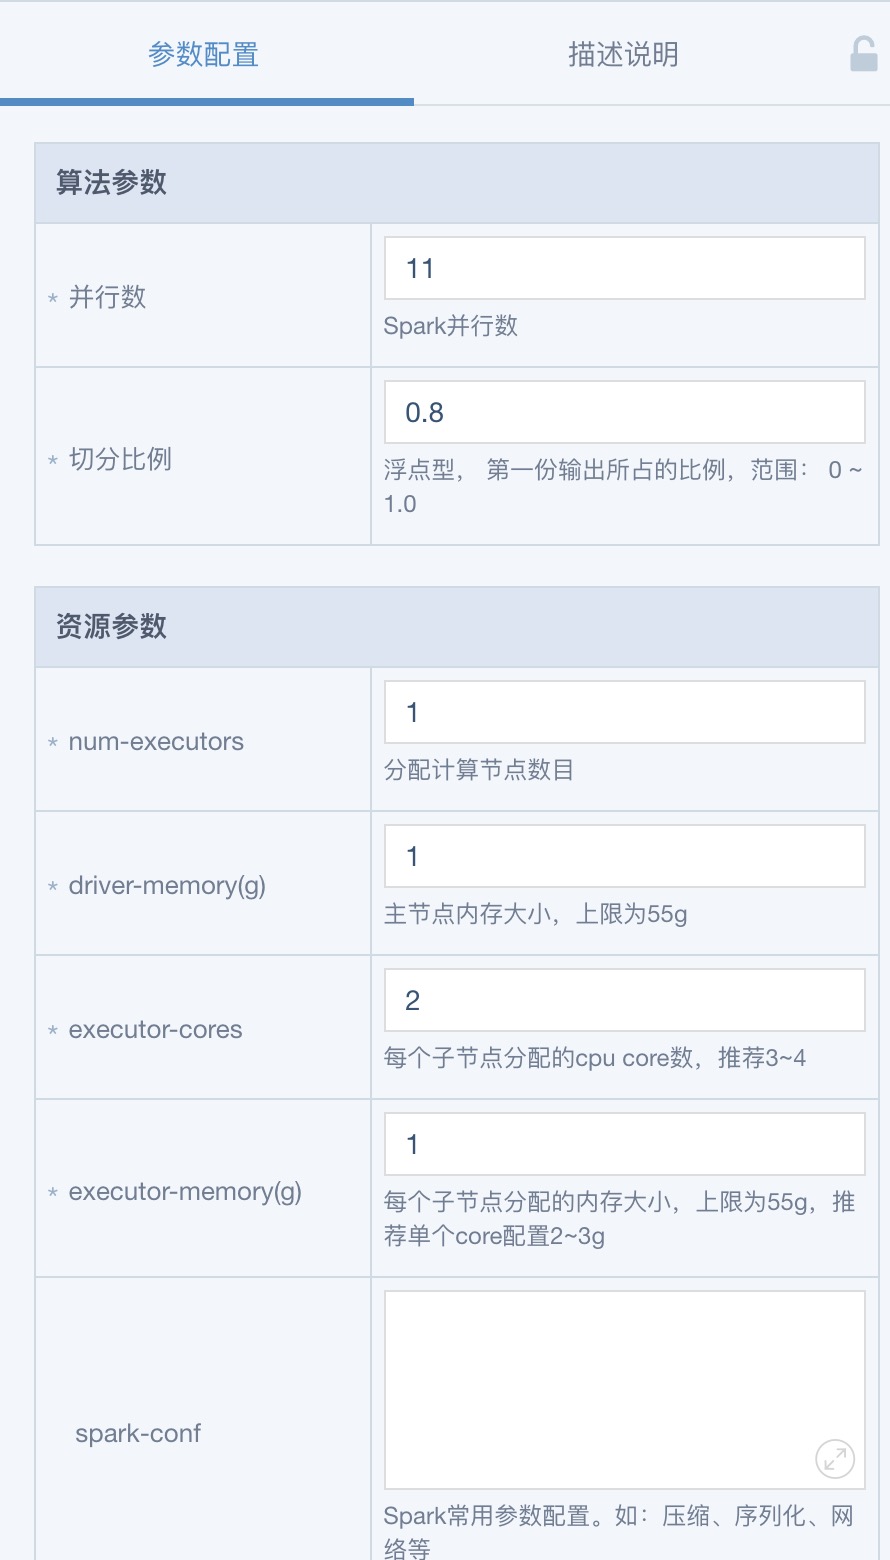 参数配置
描述说明
算法参数
* 并行数
11
Spark并行数
* 切分比例
0.8
浮点型， 第一份输出所占的比例，范围： 0 ~
1.0
资源参数
* num-executors
1
分配计算节点数目
* driver-memory(g)
1
主节点内存大小，上限为55g
* executor-cores
2
每个子节点分配的cpu core数，推荐3~4
* executor-memory(g)
1
每个子节点分配的内存大小，上限为55g，推
荐单个core配置2~3g
spark-conf
Spark常用参数配置。如：压缩、序列化、网
络等